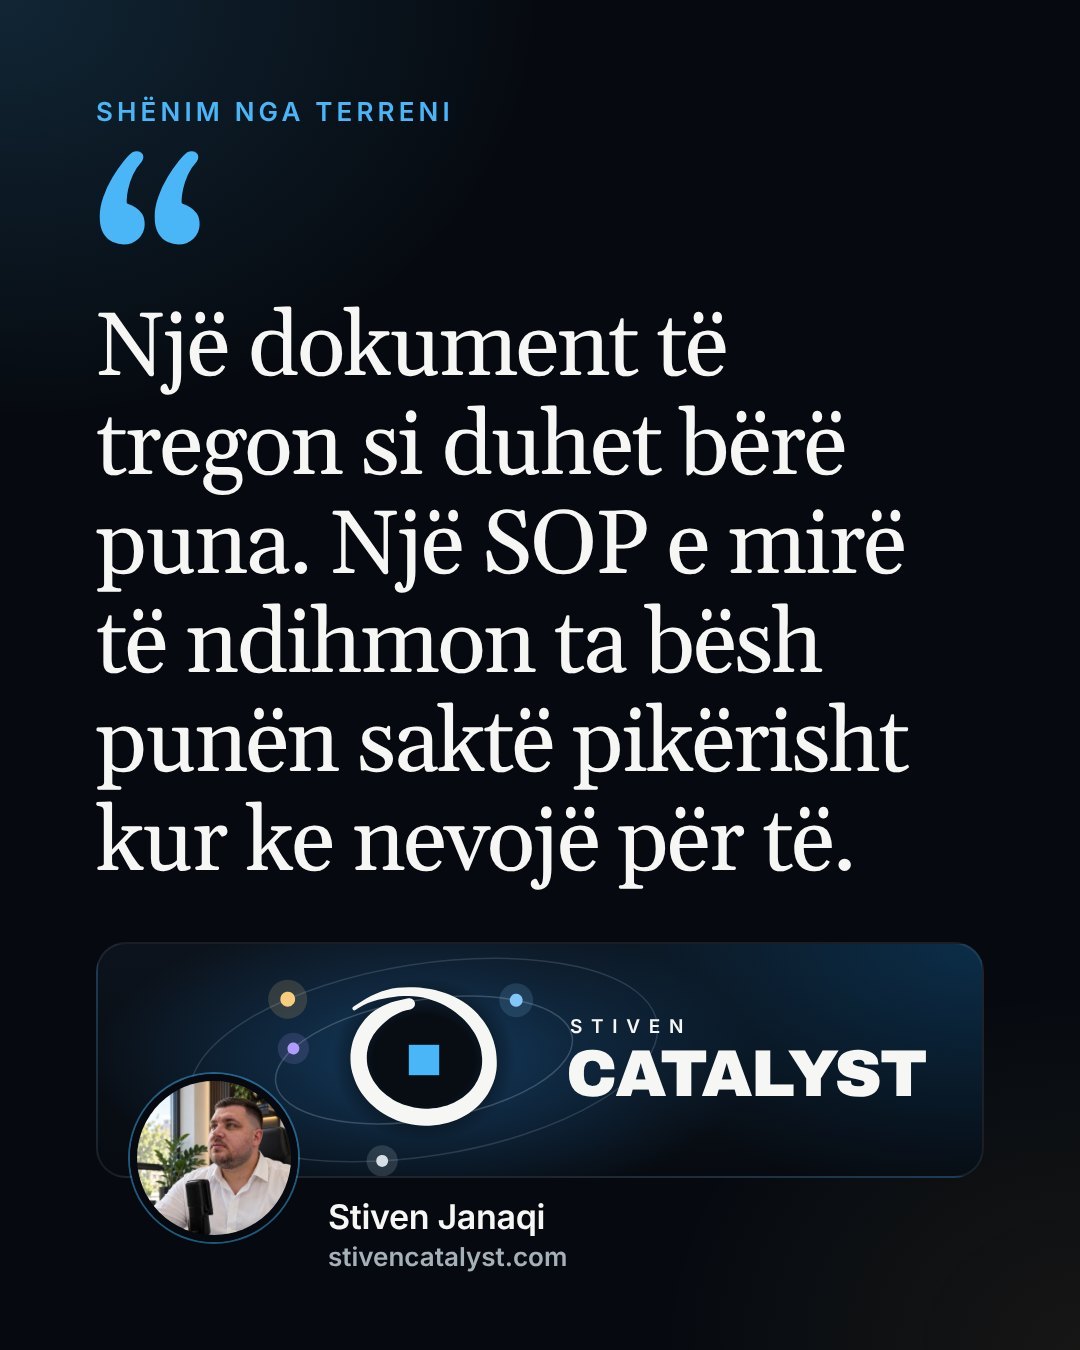 SHËNIM NGA TERRENI
“
Një dokument të
tregon si duhet bërë
puna. Një SOP e mirë
të ndihmon ta bësh
punën saktë pikërisht
kur ke nevojë për të.
STIVEN
CATALYST
Stiven Janaqi
stivencatalyst.com